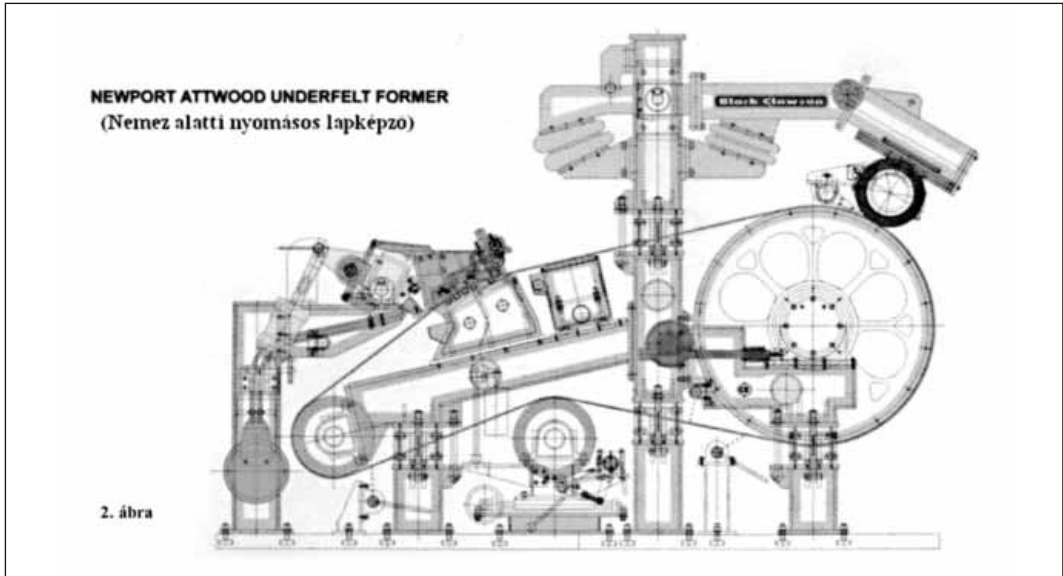 NEWPORT ATTWOOD UNDERFELT FORMER
(Nemez alatti nyomásos lapképző)
Black Clawson
2. ábra